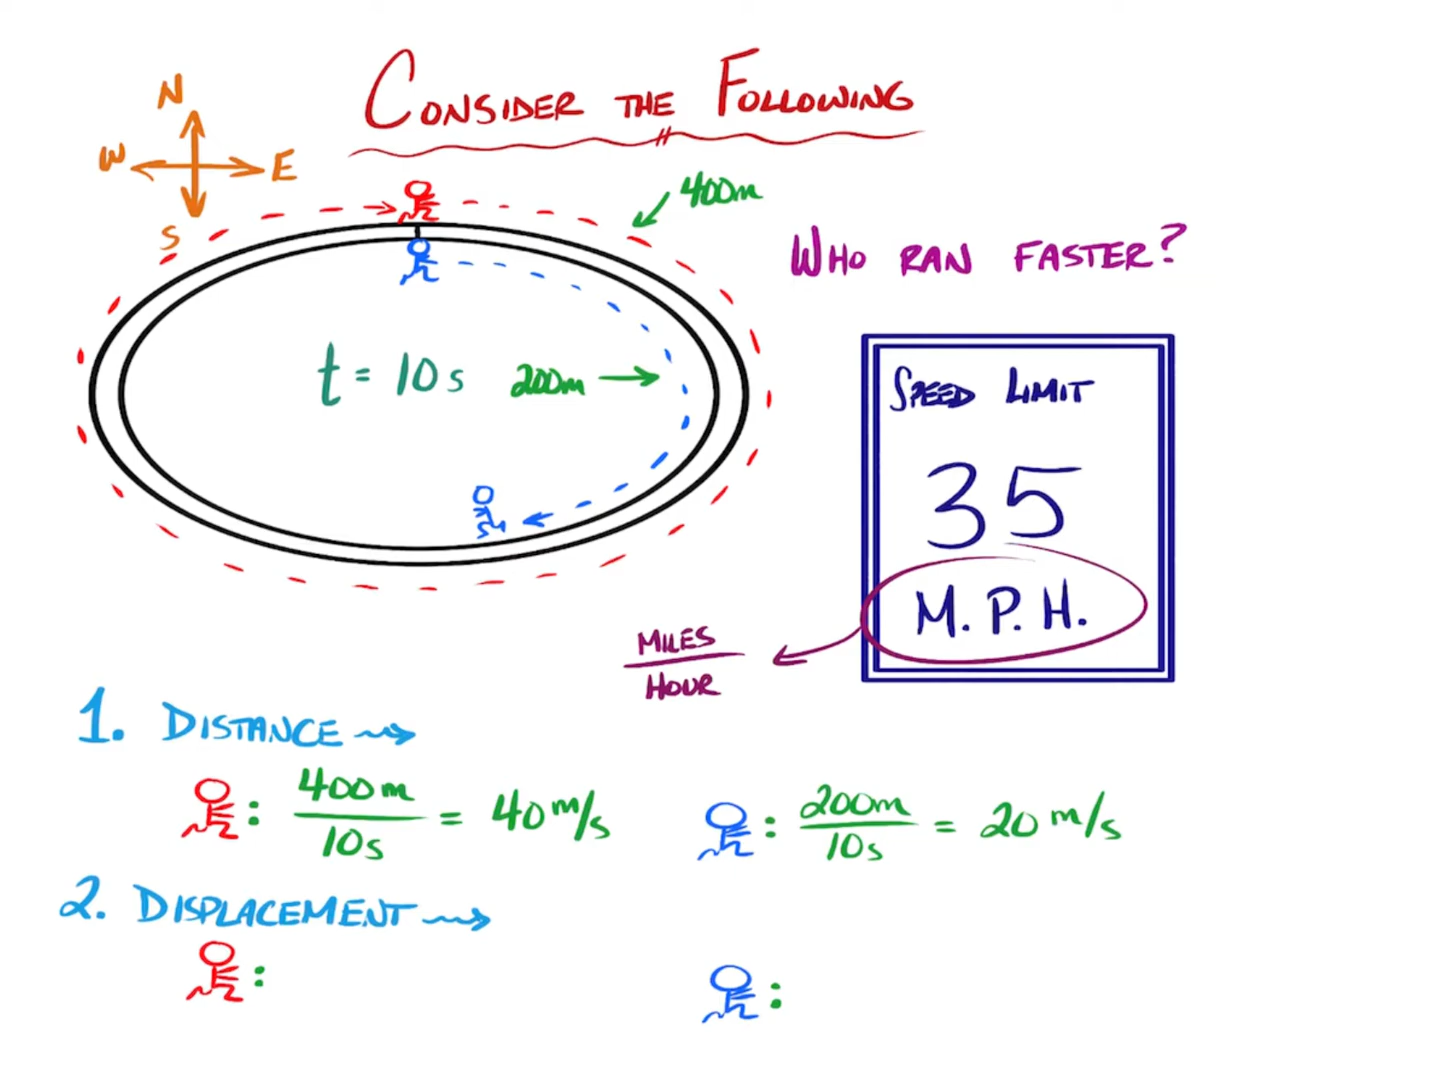 CONSIDER THE FOLLOWING
N
W E
S
400m
WHO RAN FASTER?
t = 10s
200m
SPEED LIMIT
35
M.P.H.
MILES
HOUR
1. DISTANCE
: 400m / 10s = 40 m/s
: 200m / 10s = 20 m/s
2. DISPLACEMENT
:
: